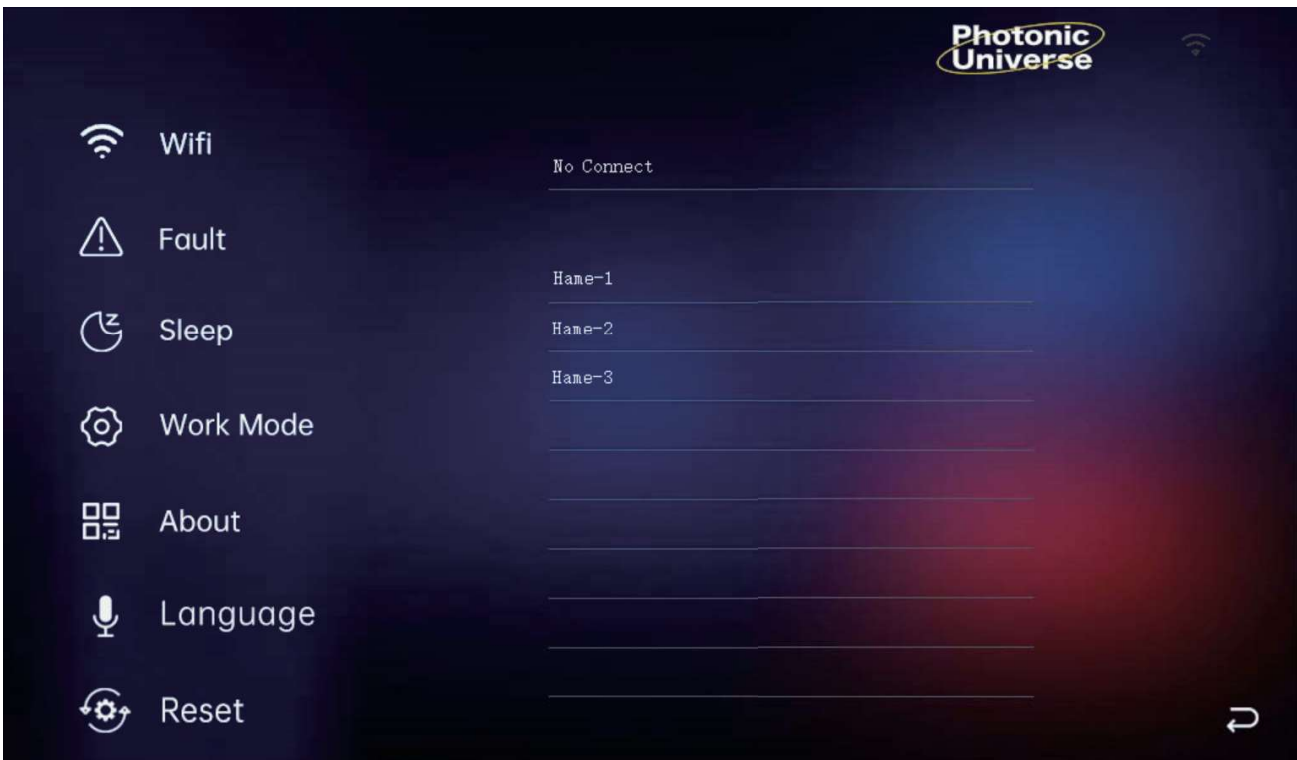 Photonic
Universe
Wifi
Fault
Sleep
Work Mode
About
Language
Reset
No Connect
Hame-1
Hame-2
Hame-3